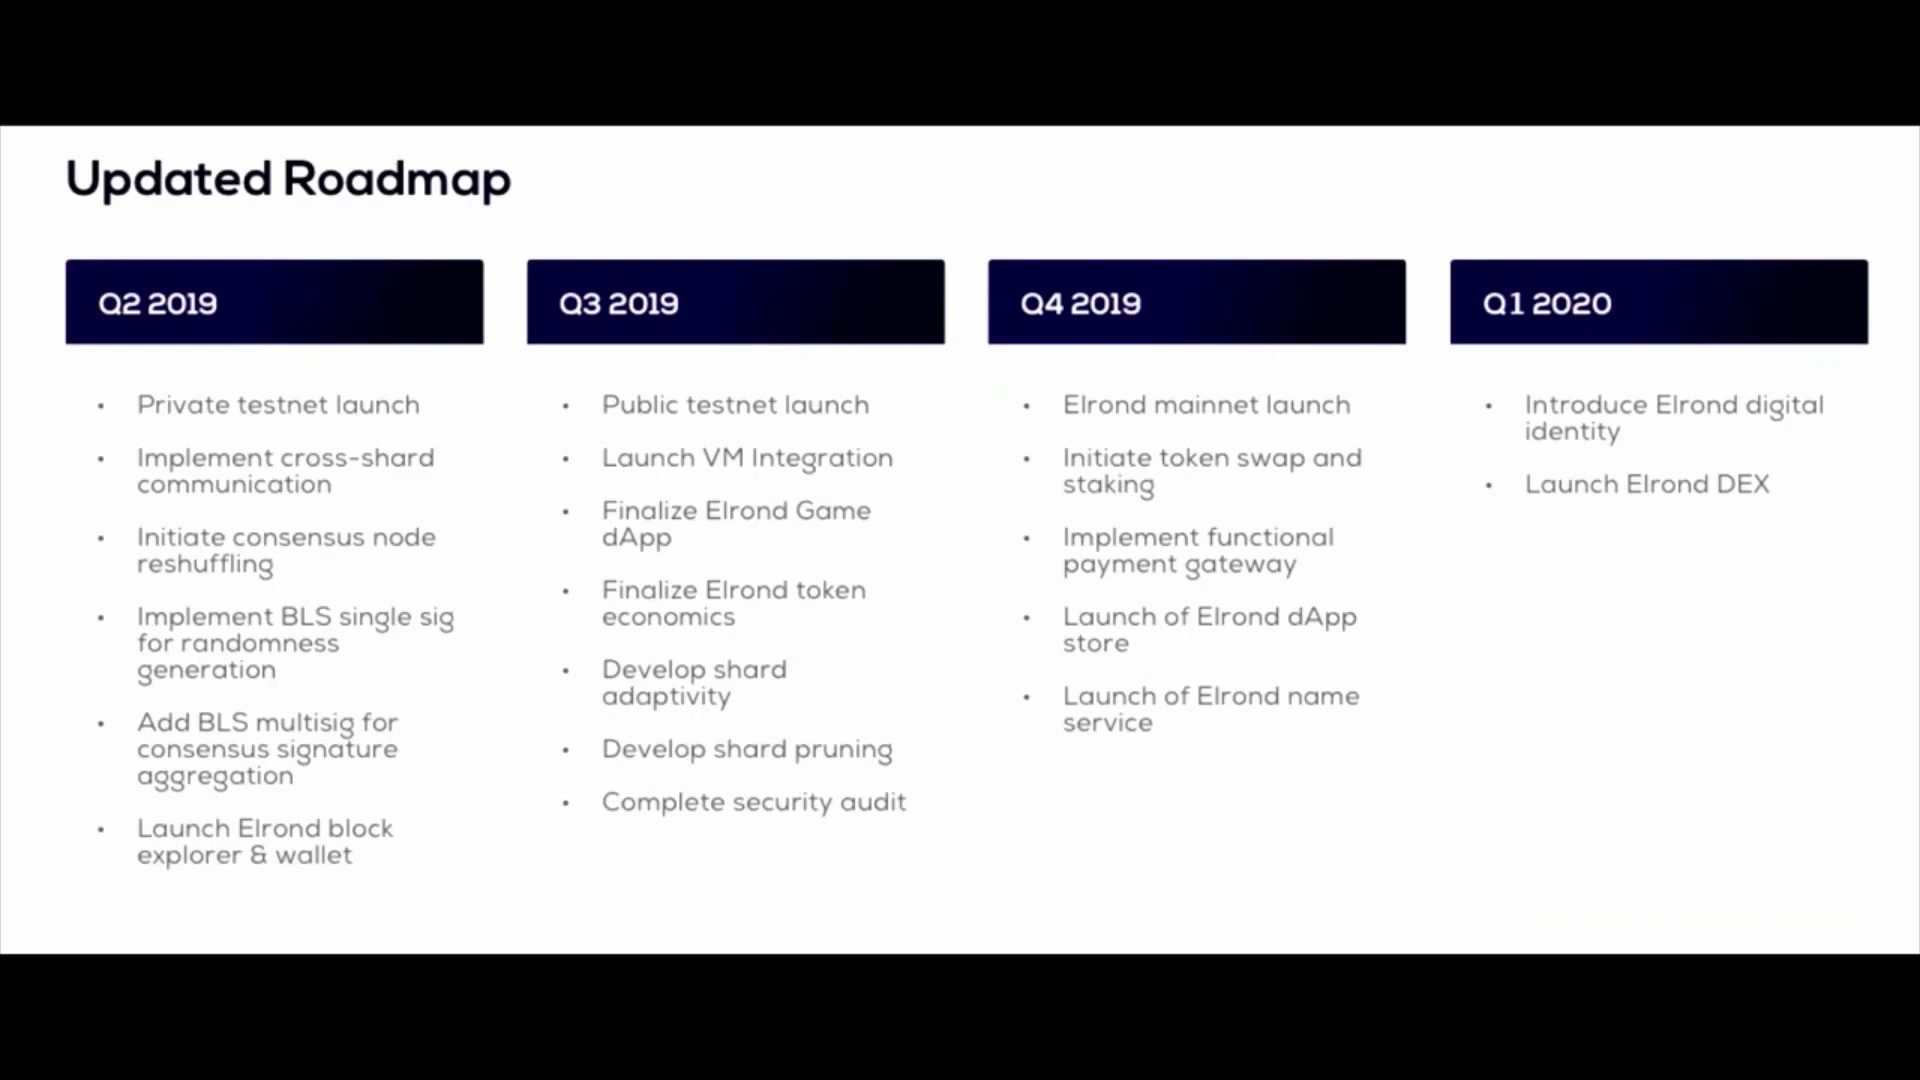 Updated Roadmap
Q2 2019
• Private testnet launch
• Implement cross-shard
communication
• Initiate consensus node
reshuffling
• Implement BLS single sig
for randomness
generation
• Add BLS multisig for
consensus signature
aggregation
• Launch Elrond block
explorer & wallet
Q3 2019
• Public testnet launch
• Launch VM Integration
• Finalize Elrond Game
dApp
• Finalize Elrond token
economics
• Develop shard
adaptivity
• Develop shard pruning
• Complete security audit
Q4 2019
• Elrond mainnet launch
• Initiate token swap and
staking
• Implement functional
payment gateway
• Launch of Elrond dApp
store
• Launch of Elrond name
service
Q1 2020
• Introduce Elrond digital
identity
• Launch Elrond DEX